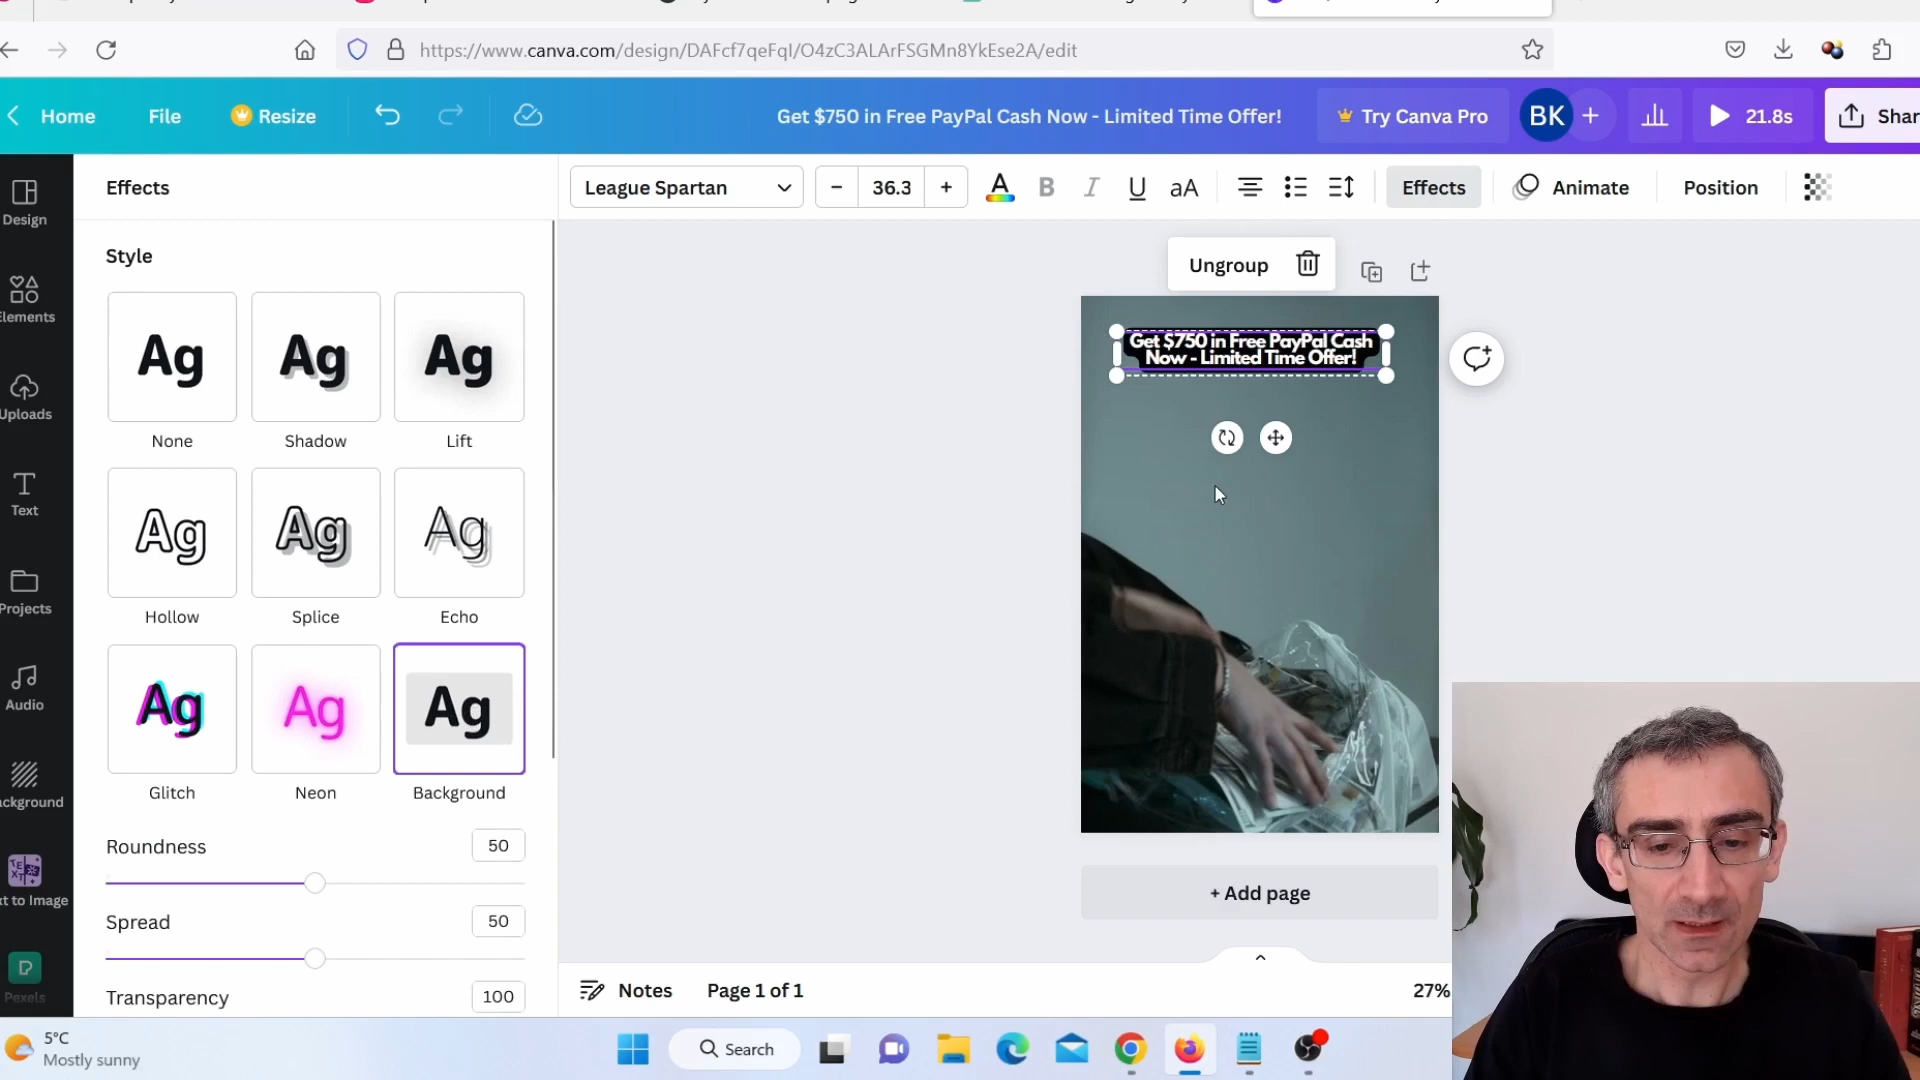 https://www.canva.com/design/DAFcf7qeFqI/O4zC3ALArFSGMn8YkEse2A/edit
Home
File
Resize
Get $750 in Free PayPal Cash Now - Limited Time Offer!
Try Canva Pro
BK
+
21.8s
Shar
Effects
League Spartan
-
36.3
+
A
B
I
U
aA
Effects
Animate
Position
Design
Elements
Uploads
Text
Projects
Audio
ackground
xt to Image
Pexels
Style
Ag
Ag
Ag
None
Shadow
Lift
Ag
Ag
Ag
Hollow
Splice
Echo
Ag
Ag
Ag
Glitch
Neon
Background
Roundness
50
Spread
50
Transparency
100
Ungroup
Get $750 in Free PayPal Cash
Now - Limited Time Offer!
+ Add page
Notes
Page 1 of 1
27%
5°C
Mostly sunny
Search